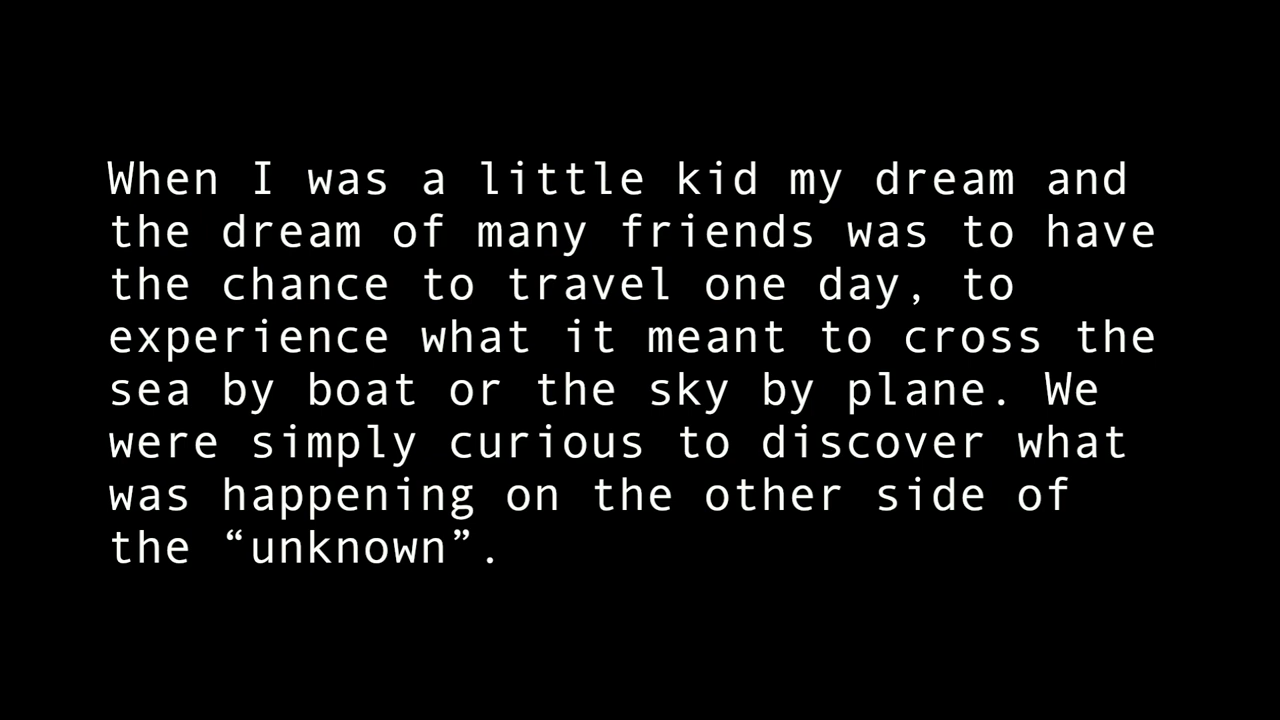 When I was a little kid my dream and
the dream of many friends was to have
the chance to travel one day, to
experience what it meant to cross the
sea by boat or the sky by plane. We
were simply curious to discover what
was happening on the other side of
the “unknown”.